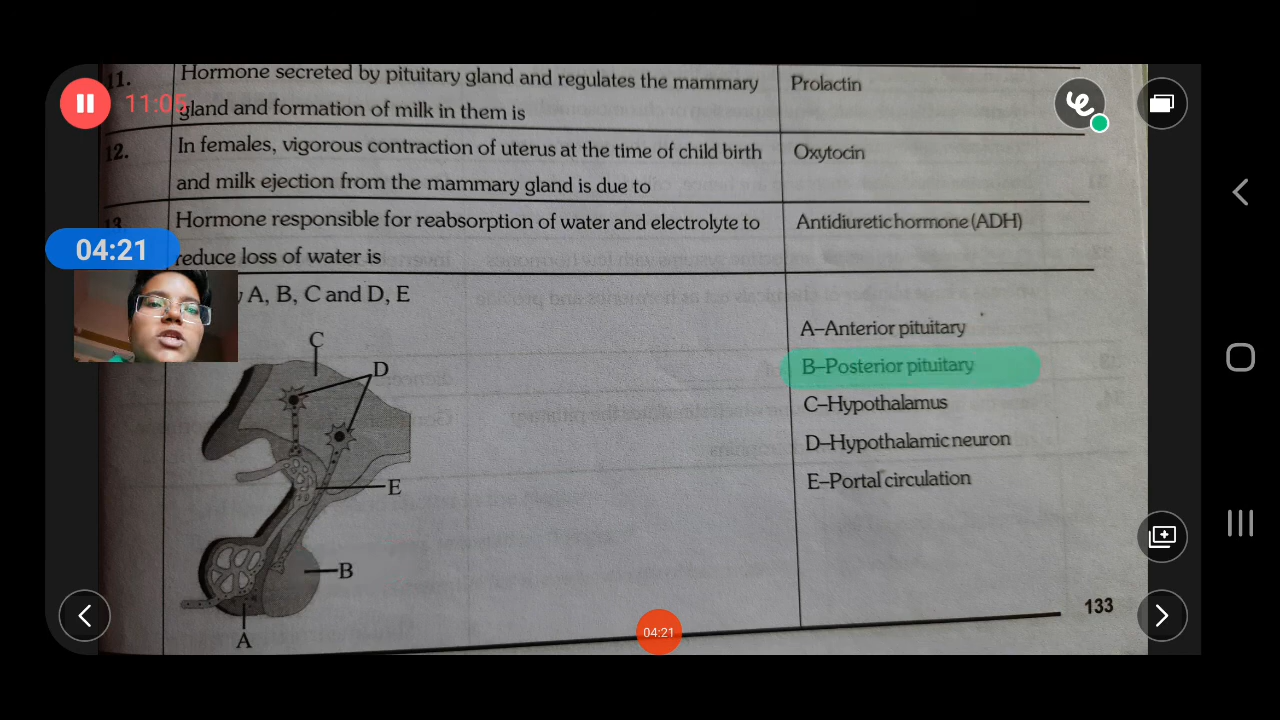 11.
Hormone secreted by pituitary gland and regulates the mammary
gland and formation of milk in them is
Prolactin
11:05
12.
In females, vigorous contraction of uterus at the time of child birth
and milk ejection from the mammary gland is due to
Oxytocin
13.
Hormone responsible for reabsorption of water and electrolyte to
reduce loss of water is
Antidiuretic hormone (ADH)
04:21
A, B, C and D, E
C
D
E
B
A
A–Anterior pituitary
B–Posterior pituitary
C–Hypothalamus
D–Hypothalamic neuron
E–Portal circulation
133
04:21